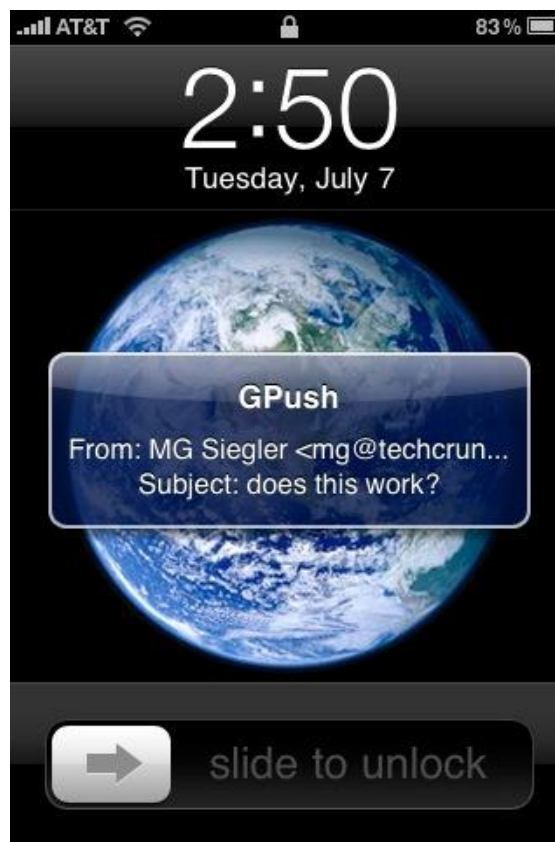 AT&T 83%
2:50
Tuesday, July 7
GPush
From: MG Siegler <mg@techcrun...
Subject: does this work?
slide to unlock